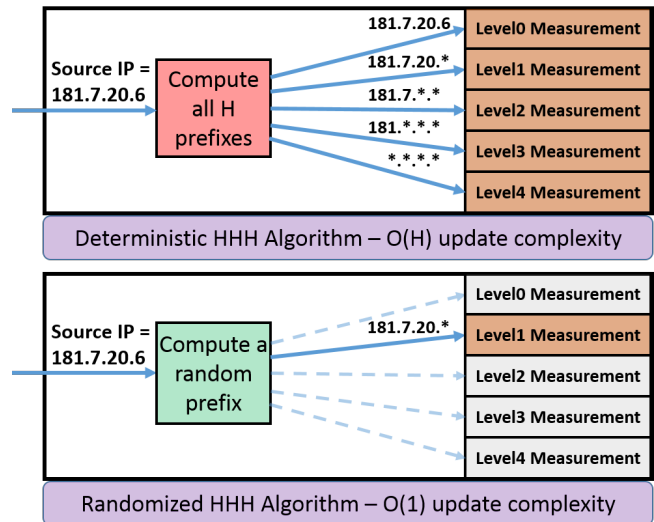 181.7.20.6
Level0 Measurement
Source IP =
181.7.20.6
Compute
all H
prefixes
181.7.20.*
Level1 Measurement
181.7.*.*
Level2 Measurement
181.*.*.*
Level3 Measurement
*.*.*.*
Level4 Measurement
Deterministic HHH Algorithm – O(H) update complexity
Level0 Measurement
Source IP =
181.7.20.6
Compute a
random
prefix
181.7.20.*
Level1 Measurement
Level2 Measurement
Level3 Measurement
Level4 Measurement
Randomized HHH Algorithm – O(1) update complexity